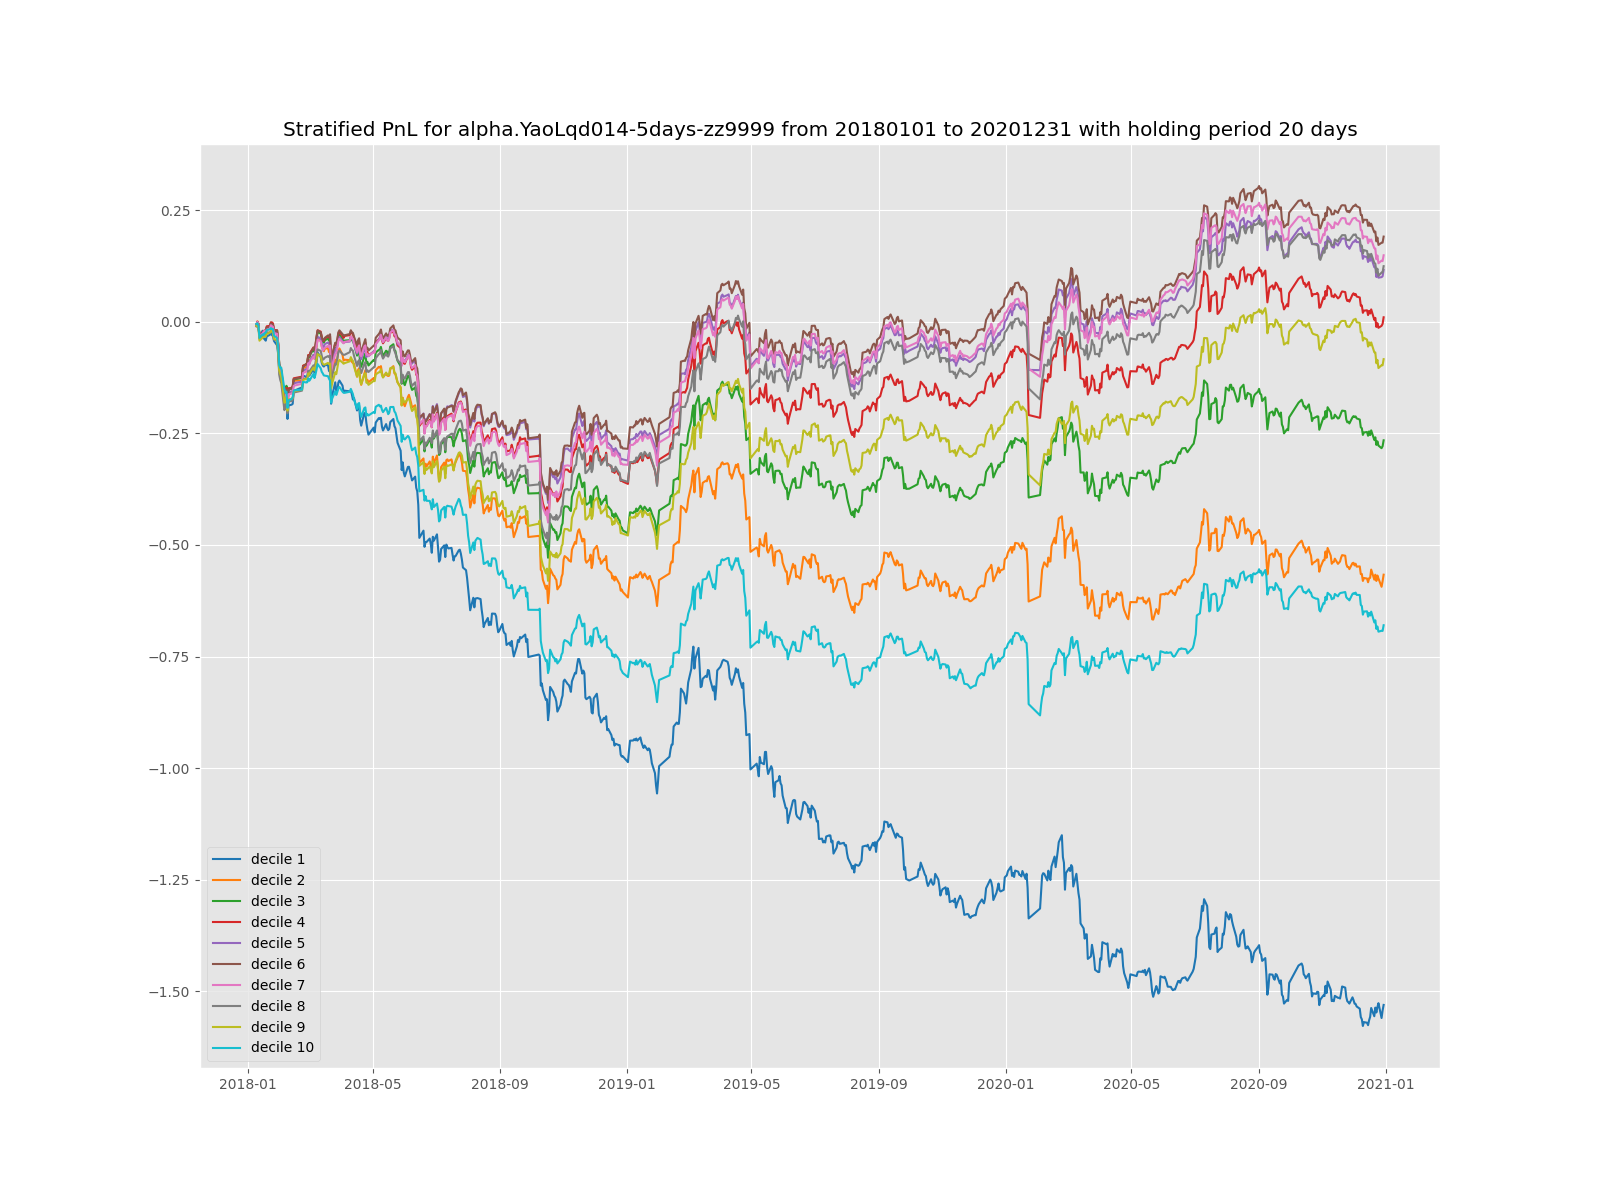 Stratified PnL for alpha.YaoLqd014-5days-zz9999 from 20180101 to 20201231 with holding period 20 days
0.25
0.00
−0.25
−0.50
−0.75
−1.00
−1.25
−1.50
decile 1
decile 2
decile 3
decile 4
decile 5
decile 6
decile 7
decile 8
decile 9
decile 10
2018-01 2018-05 2018-09 2019-01 2019-05 2019-09 2020-01 2020-05 2020-09 2021-01